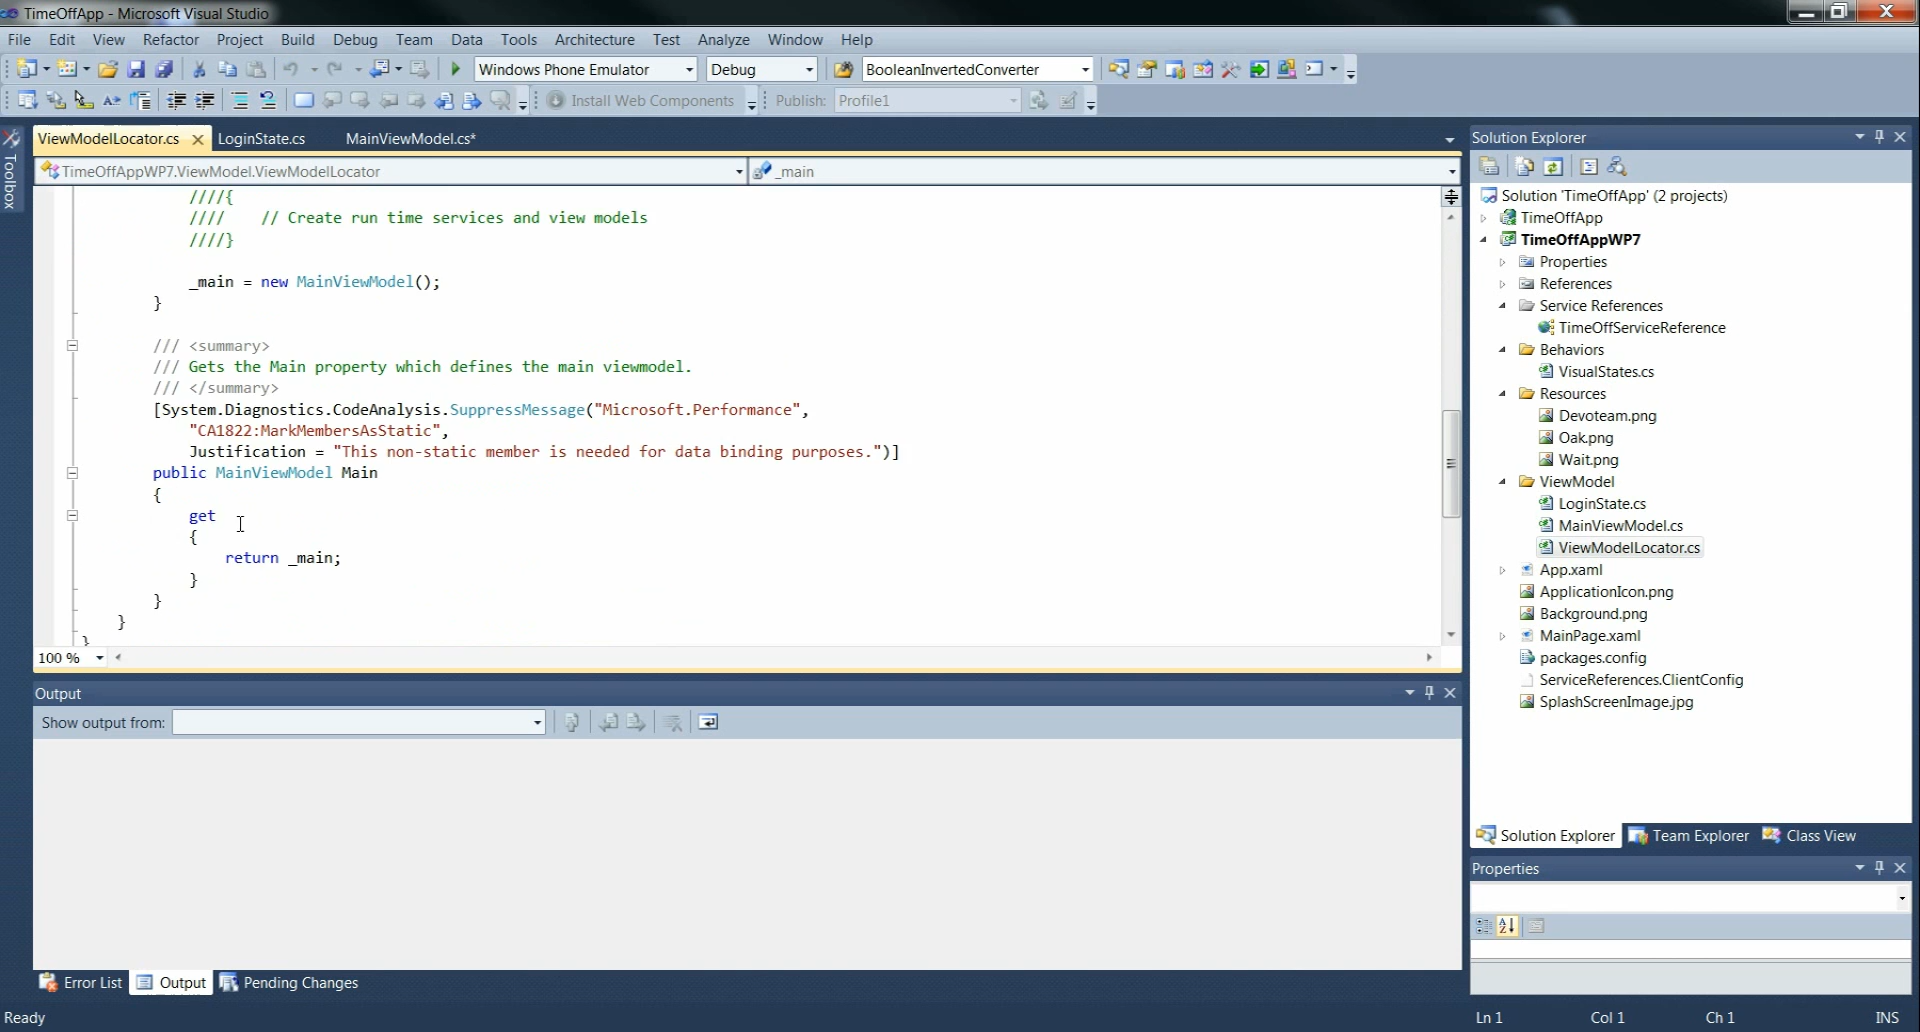 TimeOffApp - Microsoft Visual Studio
File Edit View Refactor Project Build Debug Team Data Tools Architecture Test Analyze Window Help
Windows Phone Emulator Debug BooleanInvertedConverter
Install Web Components Publish: Profile1
Toolbox
ViewModelLocator.cs LoginState.cs MainViewModel.cs*
TimeOffAppWP7.ViewModel.ViewModelLocator _main
////{
////    // Create run time services and view models
////}
_main = new MainViewModel();
}
/// <summary>
/// Gets the Main property which defines the main viewmodel.
/// </summary>
[System.Diagnostics.CodeAnalysis.SuppressMessage("Microsoft.Performance",
"CA1822:MarkMembersAsStatic",
Justification = "This non-static member is needed for data binding purposes.")]
public MainViewModel Main
{
get
{
return _main;
}
}
}
}
100 %
Output
Show output from:
Error List Output Pending Changes
Solution Explorer
Solution 'TimeOffApp' (2 projects)
TimeOffApp
TimeOffAppWP7
Properties
References
Service References
TimeOffServiceReference
Behaviors
VisualStates.cs
Resources
Devoteam.png
Oak.png
Wait.png
ViewModel
LoginState.cs
MainViewModel.cs
ViewModelLocator.cs
App.xaml
ApplicationIcon.png
Background.png
MainPage.xaml
packages.config
ServiceReferences.ClientConfig
SplashScreenImage.jpg
Solution Explorer Team Explorer Class View
Properties
Ready Ln 1 Col 1 Ch 1 INS